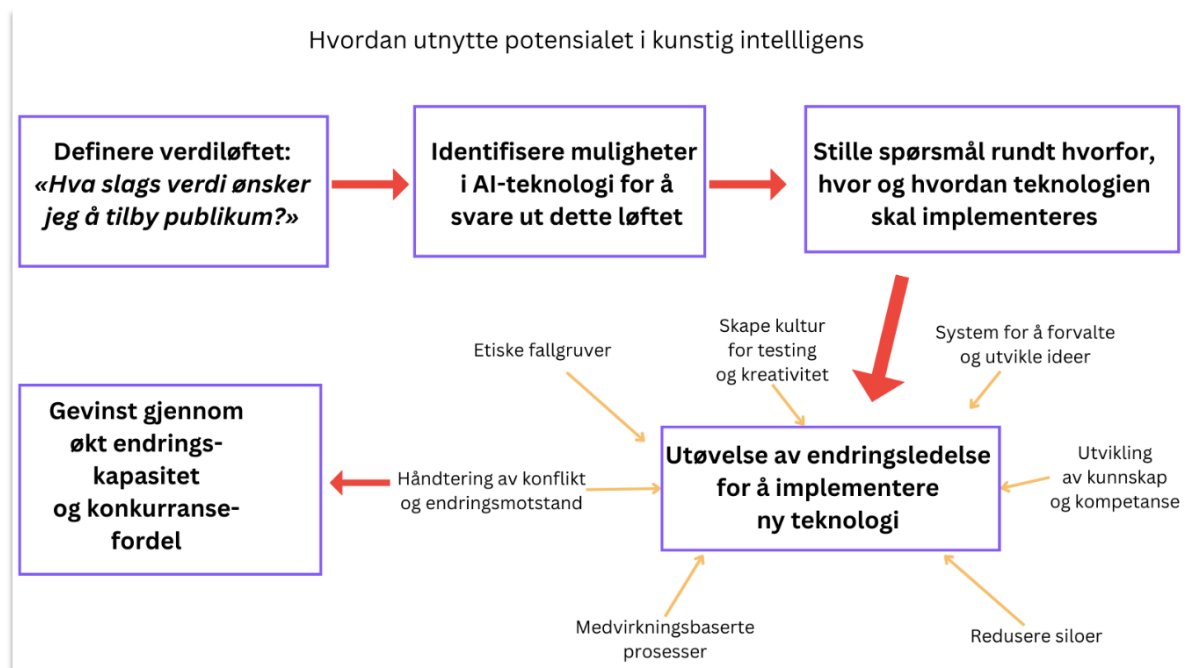 Hvordan utnytte potensialet i kunstig intellligens
Definere verdiløftet:
«Hva slags verdi ønsker
jeg å tilby publikum?»
Identifisere muligheter
i AI-teknologi for å
svare ut dette løftet
Stille spørsmål rundt hvorfor,
hvor og hvordan teknologien
skal implementeres
Etiske fallgruver
Skape kultur
for testing
og kreativitet
System for å forvalte
og utvikle ideer
Gevinst gjennom
økt endrings-
kapasitet
og konkurranse-
fordel
Håndtering av konflikt
og endringsmotstand
Utøvelse av endringsledelse
for å implementere
ny teknologi
Utvikling
av kunnskap
og kompetanse
Medvirkningsbaserte
prosesser
Redusere siloer